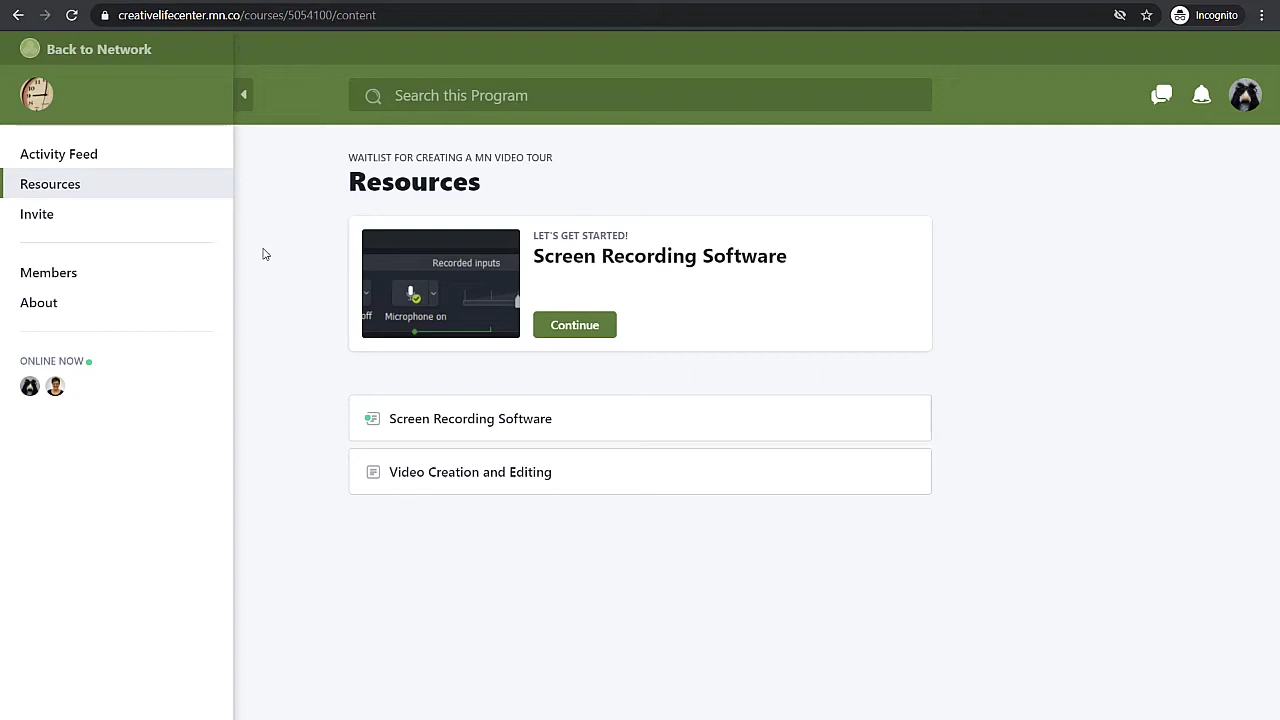 creativelifecenter.mn.co/courses/5054100/content
Incognito
Back to Network
Search this Program
Activity Feed
Resources
Invite
Members
About
ONLINE NOW
WAITLIST FOR CREATING A MN VIDEO TOUR
Resources
Recorded inputs
off
Microphone on
LET'S GET STARTED!
Screen Recording Software
Continue
Screen Recording Software
Video Creation and Editing